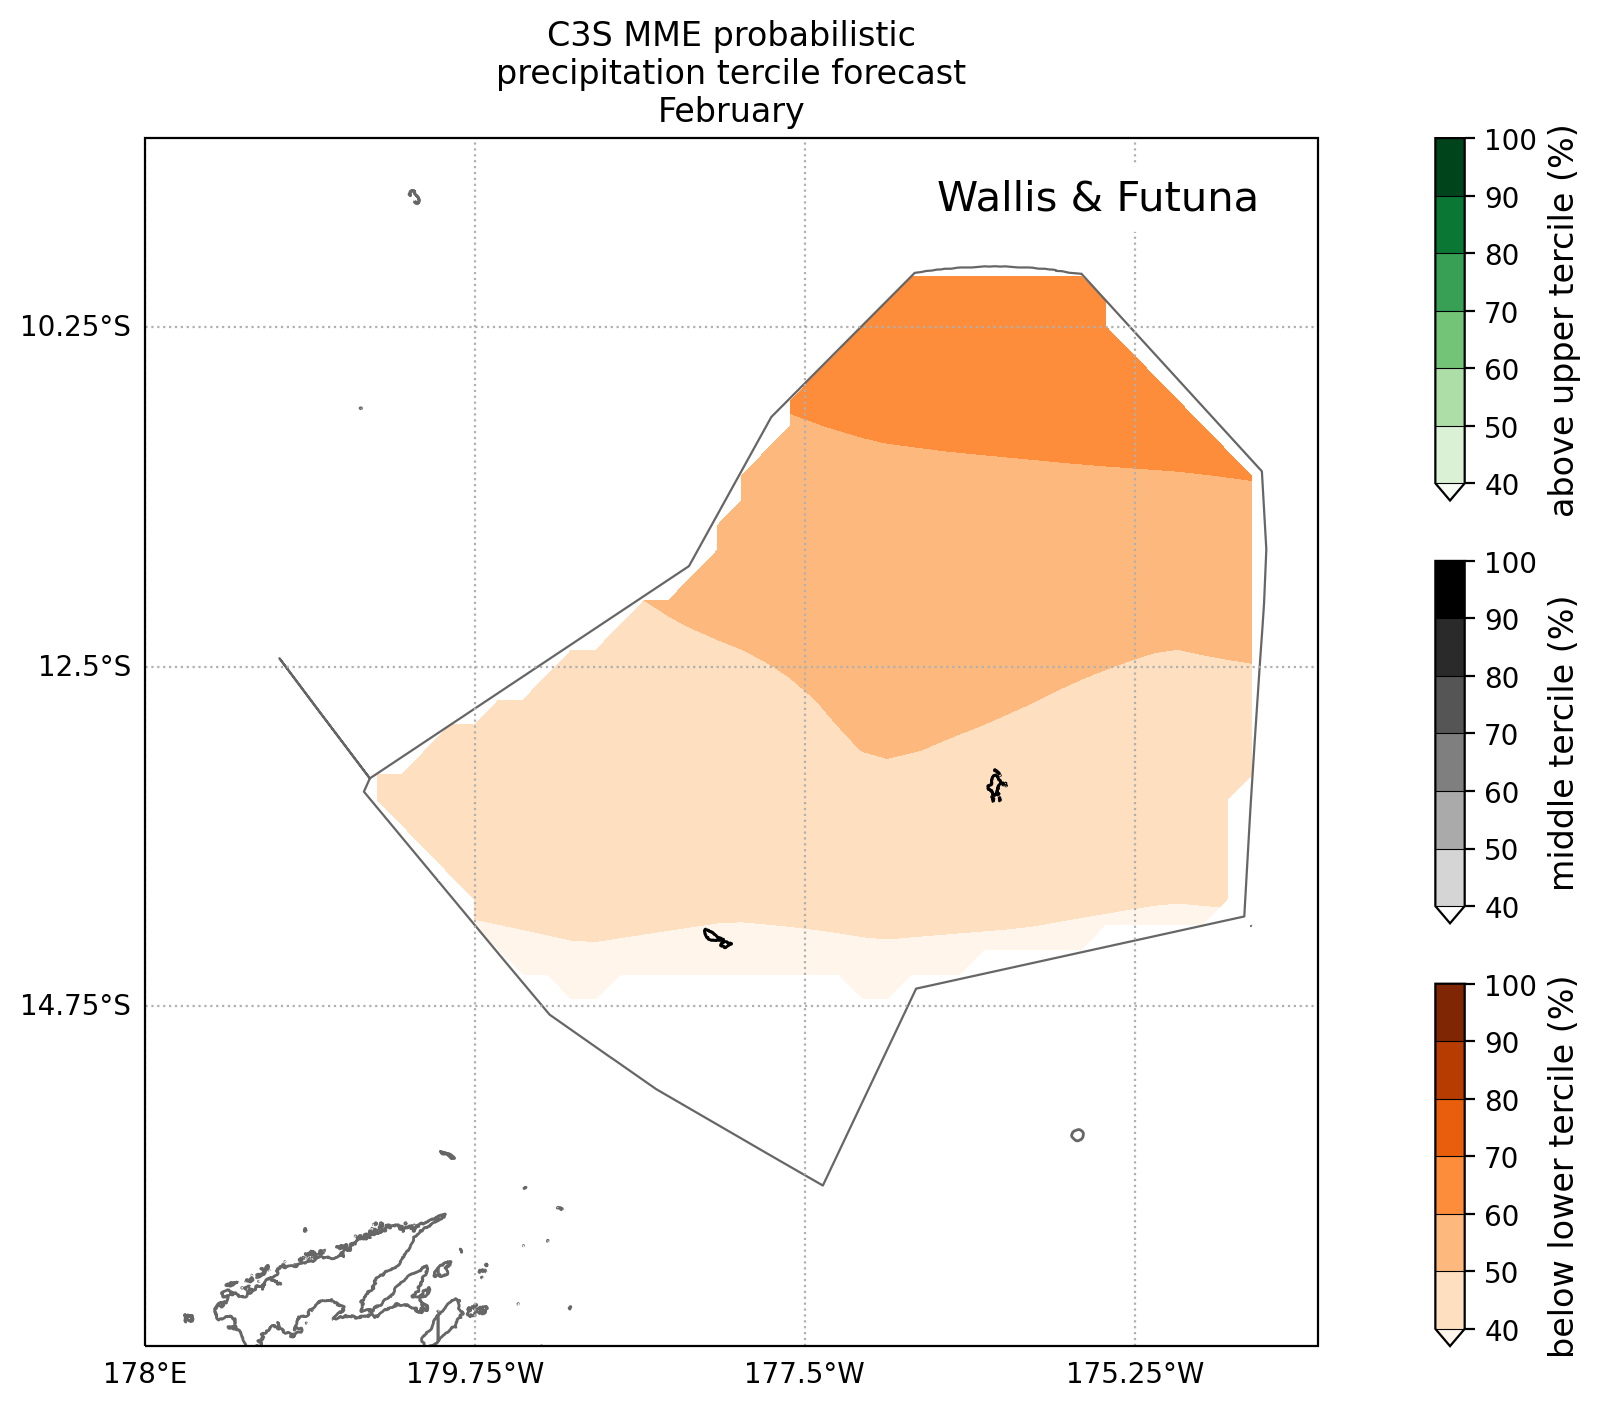 C3S MME probabilistic
precipitation tercile forecast
February
Wallis & Futuna
10.25°S
12.5°S
14.75°S
178°E
179.75°W
177.5°W
175.25°W
100
90
80
70
60
50
40
above upper tercile (%)
100
90
80
70
60
50
40
middle tercile (%)
100
90
80
70
60
50
40
below lower tercile (%)